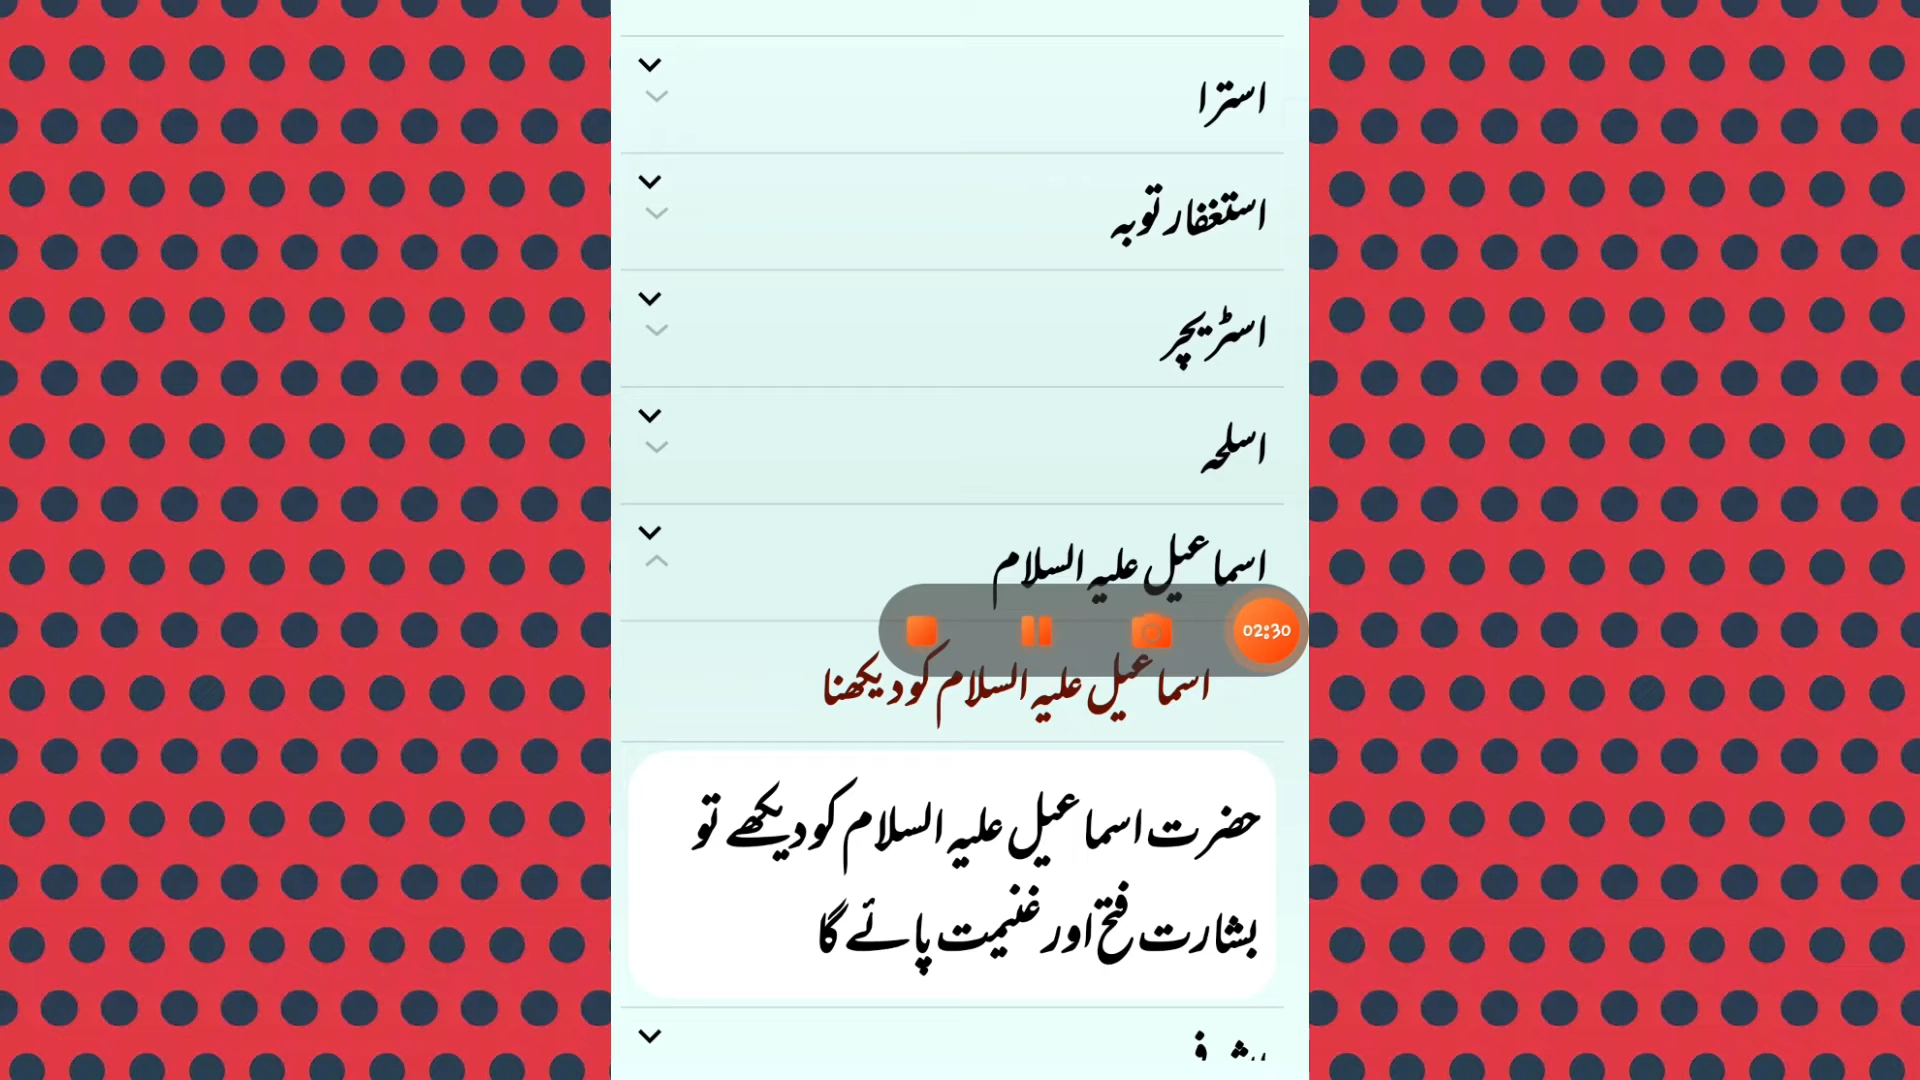 استرا
استغفار توبہ
اسٹریچر
اسلحہ
اسماعیل علیہ السلام
02:30
اسماعیل علیہ السلام کو دیکھنا
حضرت اسماعیل علیہ السلام کو دیکھے تو
بشارت فتح اور غنیمت پائے گا